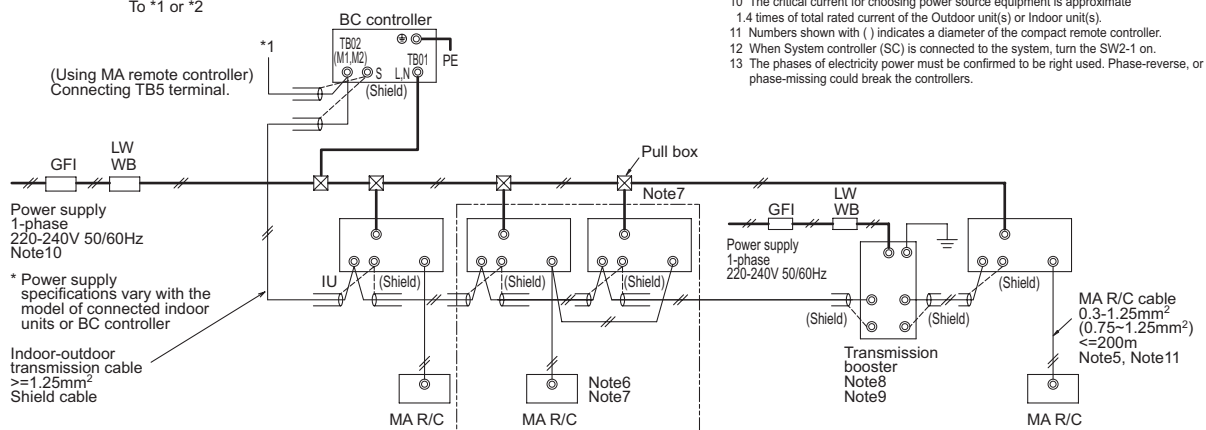 To *1 or *2
10 The critical current for choosing power source equipment is approximate
1.4 times of total rated current of the Outdoor unit(s) or Indoor unit(s).
11 Numbers shown with ( ) indicates a diameter of the compact remote controller.
12 When System controller (SC) is connected to the system, turn the SW2-1 on.
13 The phases of electricity power must be confirmed to be right used. Phase-reverse, or
phase-missing could break the controllers.
BC controller
*1
TB02
(M1,M2)
S
L,N
TB01
PE
(Shield)
(Using MA remote controller)
Connecting TB5 terminal.
GFI
LW
WB
Pull box
Note7
Power supply
1-phase
220-240V 50/60Hz
Note10
* Power supply
specifications vary with the
model of connected indoor
units or BC controller
Indoor-outdoor
transmission cable
>=1.25mm2
Shield cable
IU
(Shield)
(Shield)
(Shield)
MA R/C
MA R/C
Note6
Note7
GFI
LW
WB
Power supply
1-phase
220-240V 50/60Hz
(Shield)
(Shield)
Transmission
booster
Note8
Note9
(Shield)
MA R/C cable
0.3-1.25mm2
(0.75~1.25mm2)
<=200m
Note5, Note11
MA R/C